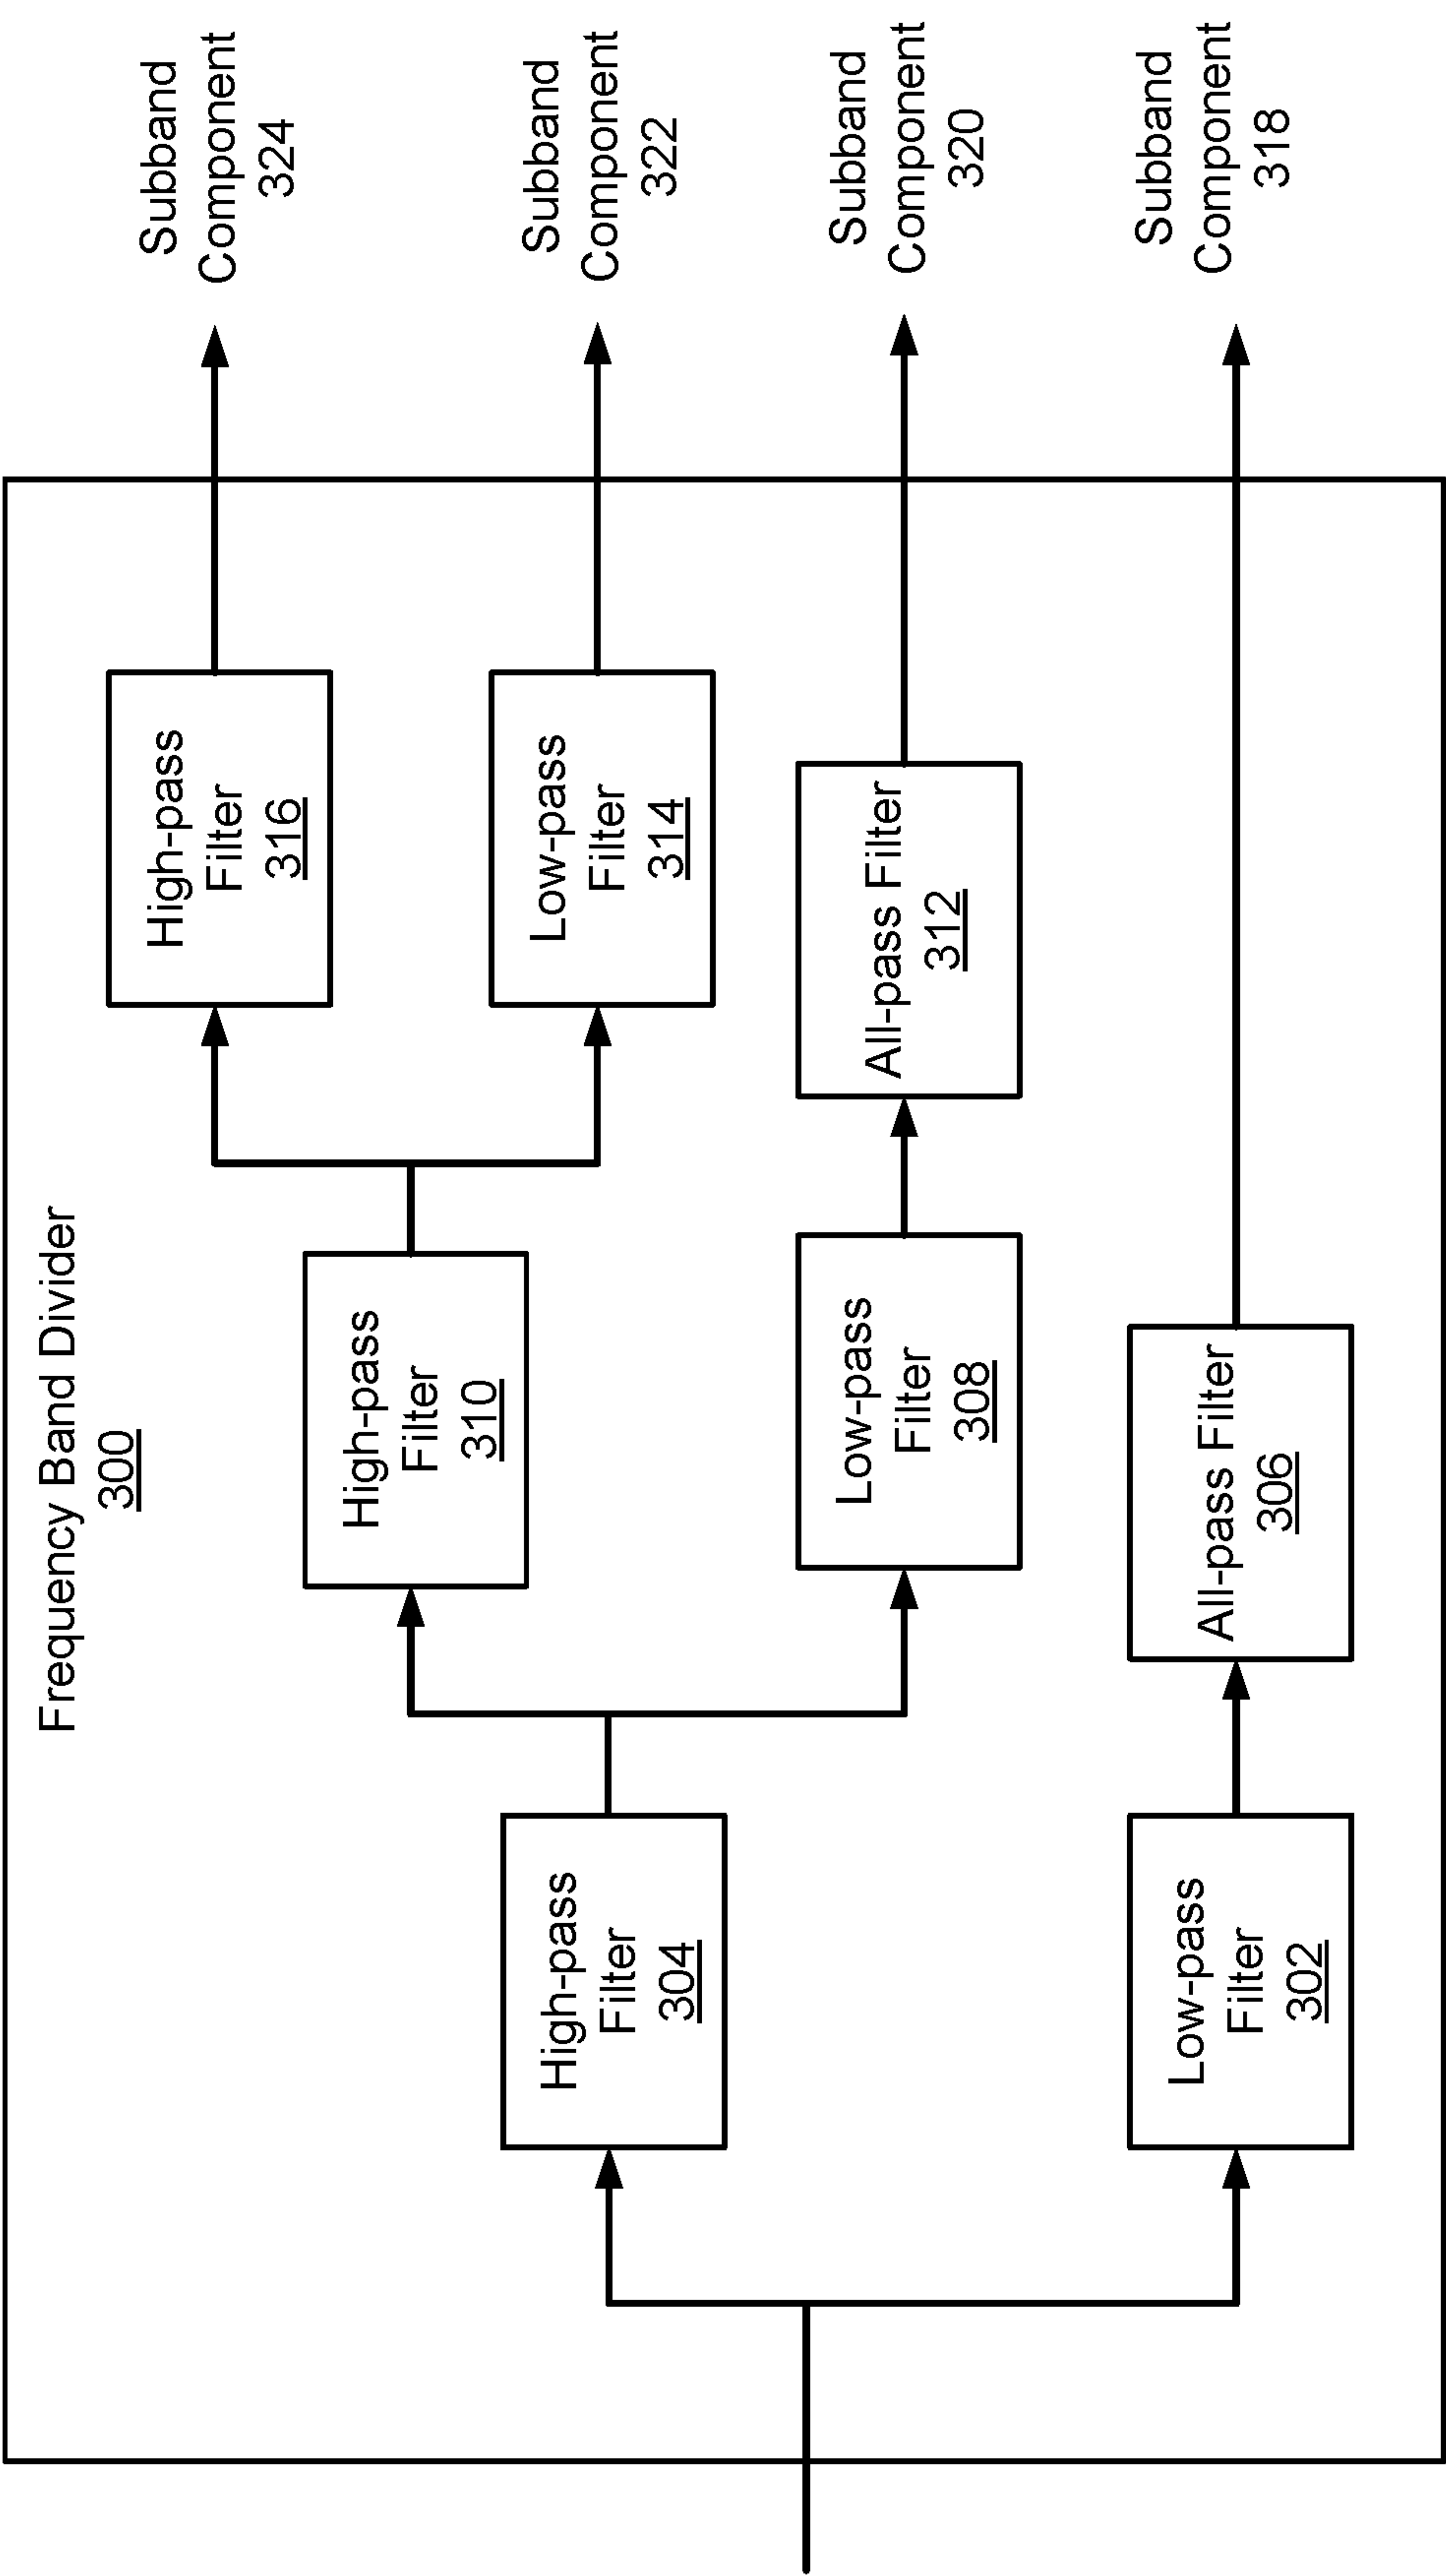 Frequency Band Divider
300
High-pass
Filter
316
Subband
Component
324
High-pass
Filter
310
Low-pass
Filter
314
Subband
Component
322
High-pass
Filter
304
Low-pass
Filter
308
All-pass Filter
312
Subband
Component
320
Low-pass
Filter
302
All-pass Filter
306
Subband
Component
318